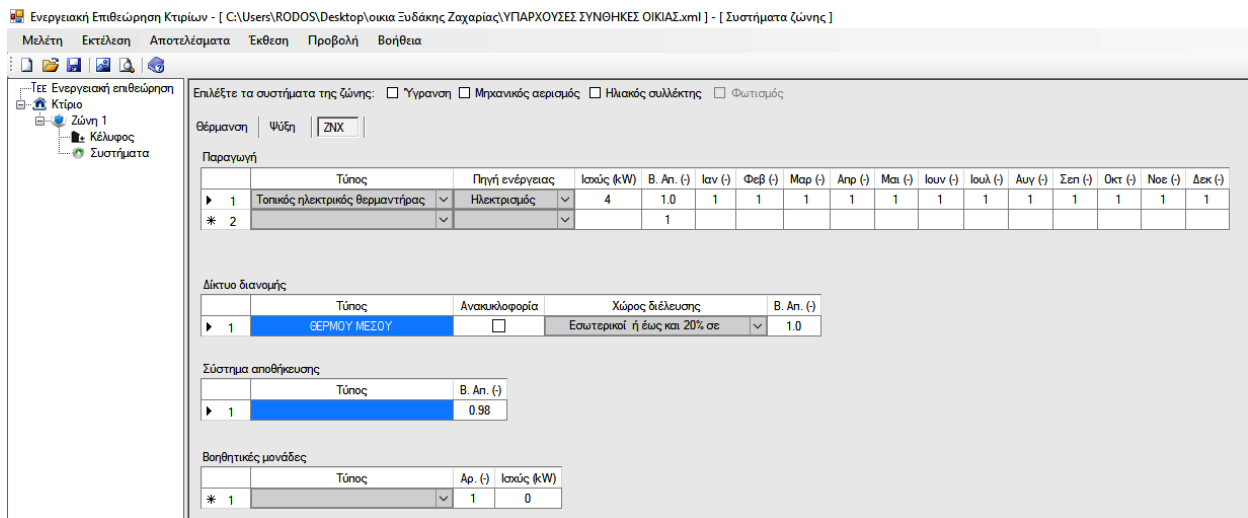 Ενεργειακή Επιθεώρηση Κτιρίων - [ C:\Users\RODOS\Desktop\οικια Ξυδάκης Ζαχαρίας\ΥΠΑΡΧΟΥΣΕΣ ΣΥΝΘΗΚΕΣ ΟΙΚΙΑΣ.xml ] - [ Συστήματα ζώνης ]
Μελέτη Εκτέλεση Αποτελέσματα Έκθεση Προβολή Βοήθεια
ΤΕΕ Ενεργειακή επιθεώρηση
Κτίριο
Ζώνη 1
Κέλυφος
Συστήματα
Επιλέξτε τα συστήματα της ζώνης: Ύγρανση Μηχανικός αερισμός Ηλιακός συλλέκτης Φωτισμός
Θέρμανση Ψύξη ΖΝΧ
Παραγωγή
Τύπος Πηγή ενέργειας Ισχύς (kW) Β. Απ. (-) Ιαν (-) Φεβ (-) Μαρ (-) Απρ (-) Μαι (-) Ιουν (-) Ιουλ (-) Αυγ (-) Σεπ (-) Οκτ (-) Νοε (-) Δεκ (-)
1 Τοπικός ηλεκτρικός θερμαντήρας Ηλεκτρισμός 4 1.0 1 1 1 1 1 1 1 1 1 1 1 1
* 2 1
Δίκτυο διανομής
Τύπος Ανακυκλοφορία Χώρος διέλευσης Β. Απ. (-)
1 ΘΕΡΜΟΥ ΜΕΣΟΥ Εσωτερικοί ή έως και 20% σε 1.0
Σύστημα αποθήκευσης
Τύπος Β. Απ. (-)
1 0.98
Βοηθητικές μονάδες
Τύπος Αρ. (-) Ισχύς (kW)
* 1 1 0